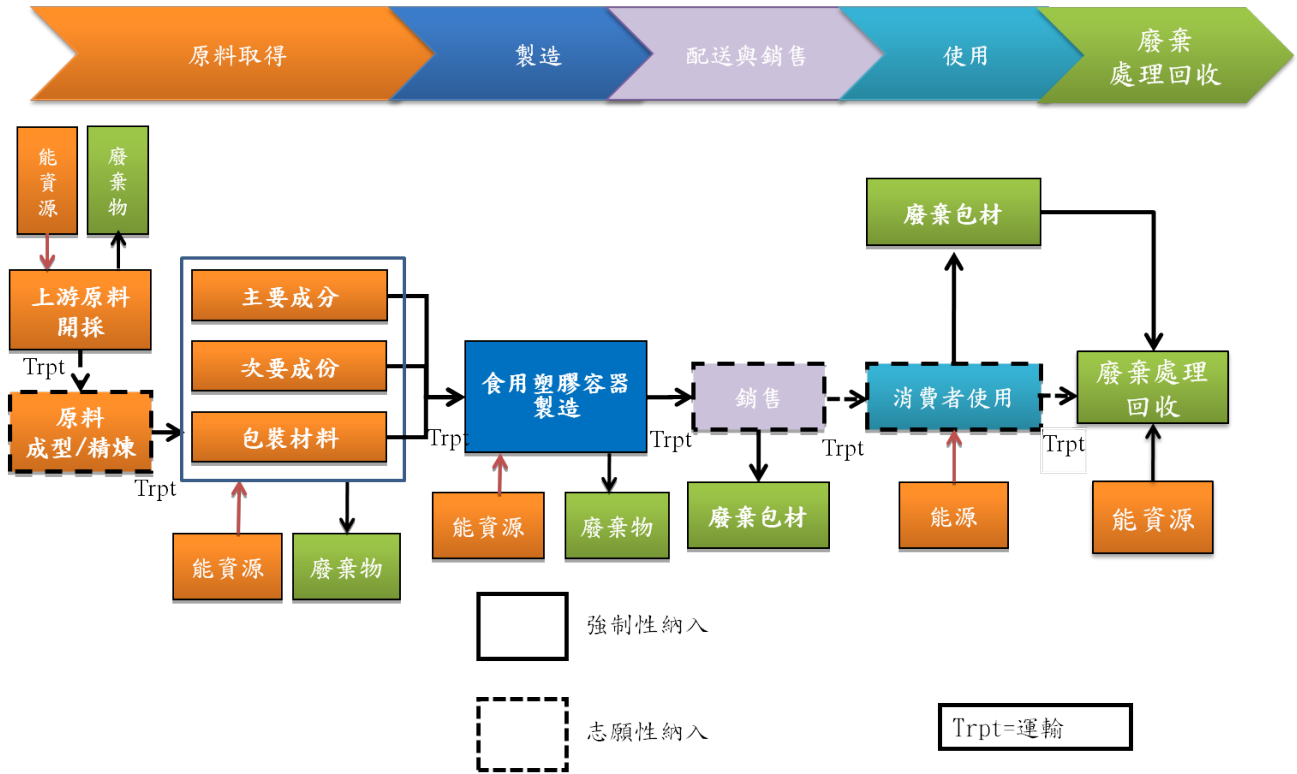 原料取得
製造
配送與銷售
使用
廢棄
處理回收
能
資
源
廢
棄
物
上游原料
開採
Trpt
原料
成型/精煉
Trpt
主要成分
次要成份
包裝材料
能資源
廢棄物
Trpt
食用塑膠容器
製造
能資源
廢棄物
Trpt
銷售
廢棄包材
Trpt
廢棄包材
消費者使用
能源
Trpt
廢棄處理
回收
能資源
強制性納入
志願性納入
Trpt=運輸